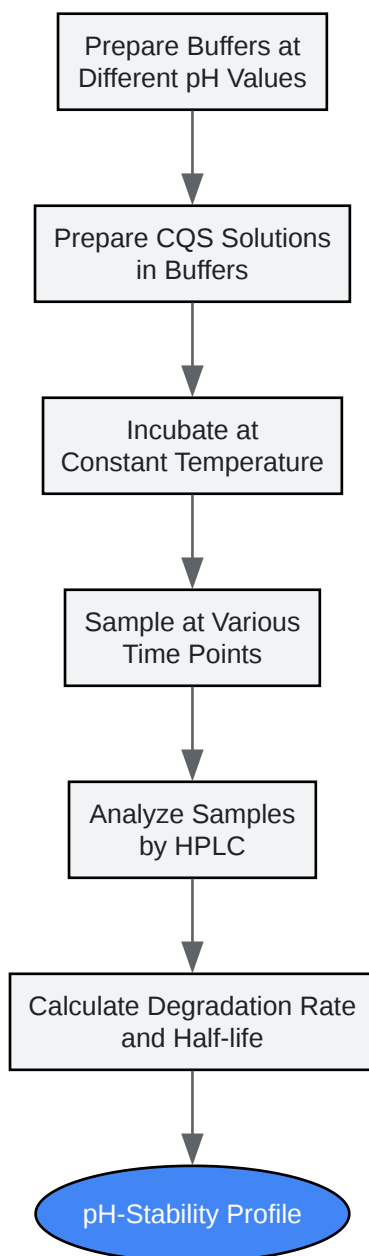 Prepare Buffers at
Different pH Values
Prepare CQS Solutions
in Buffers
Incubate at
Constant Temperature
Sample at Various
Time Points
Analyze Samples
by HPLC
Calculate Degradation Rate
and Half-life
pH-Stability Profile